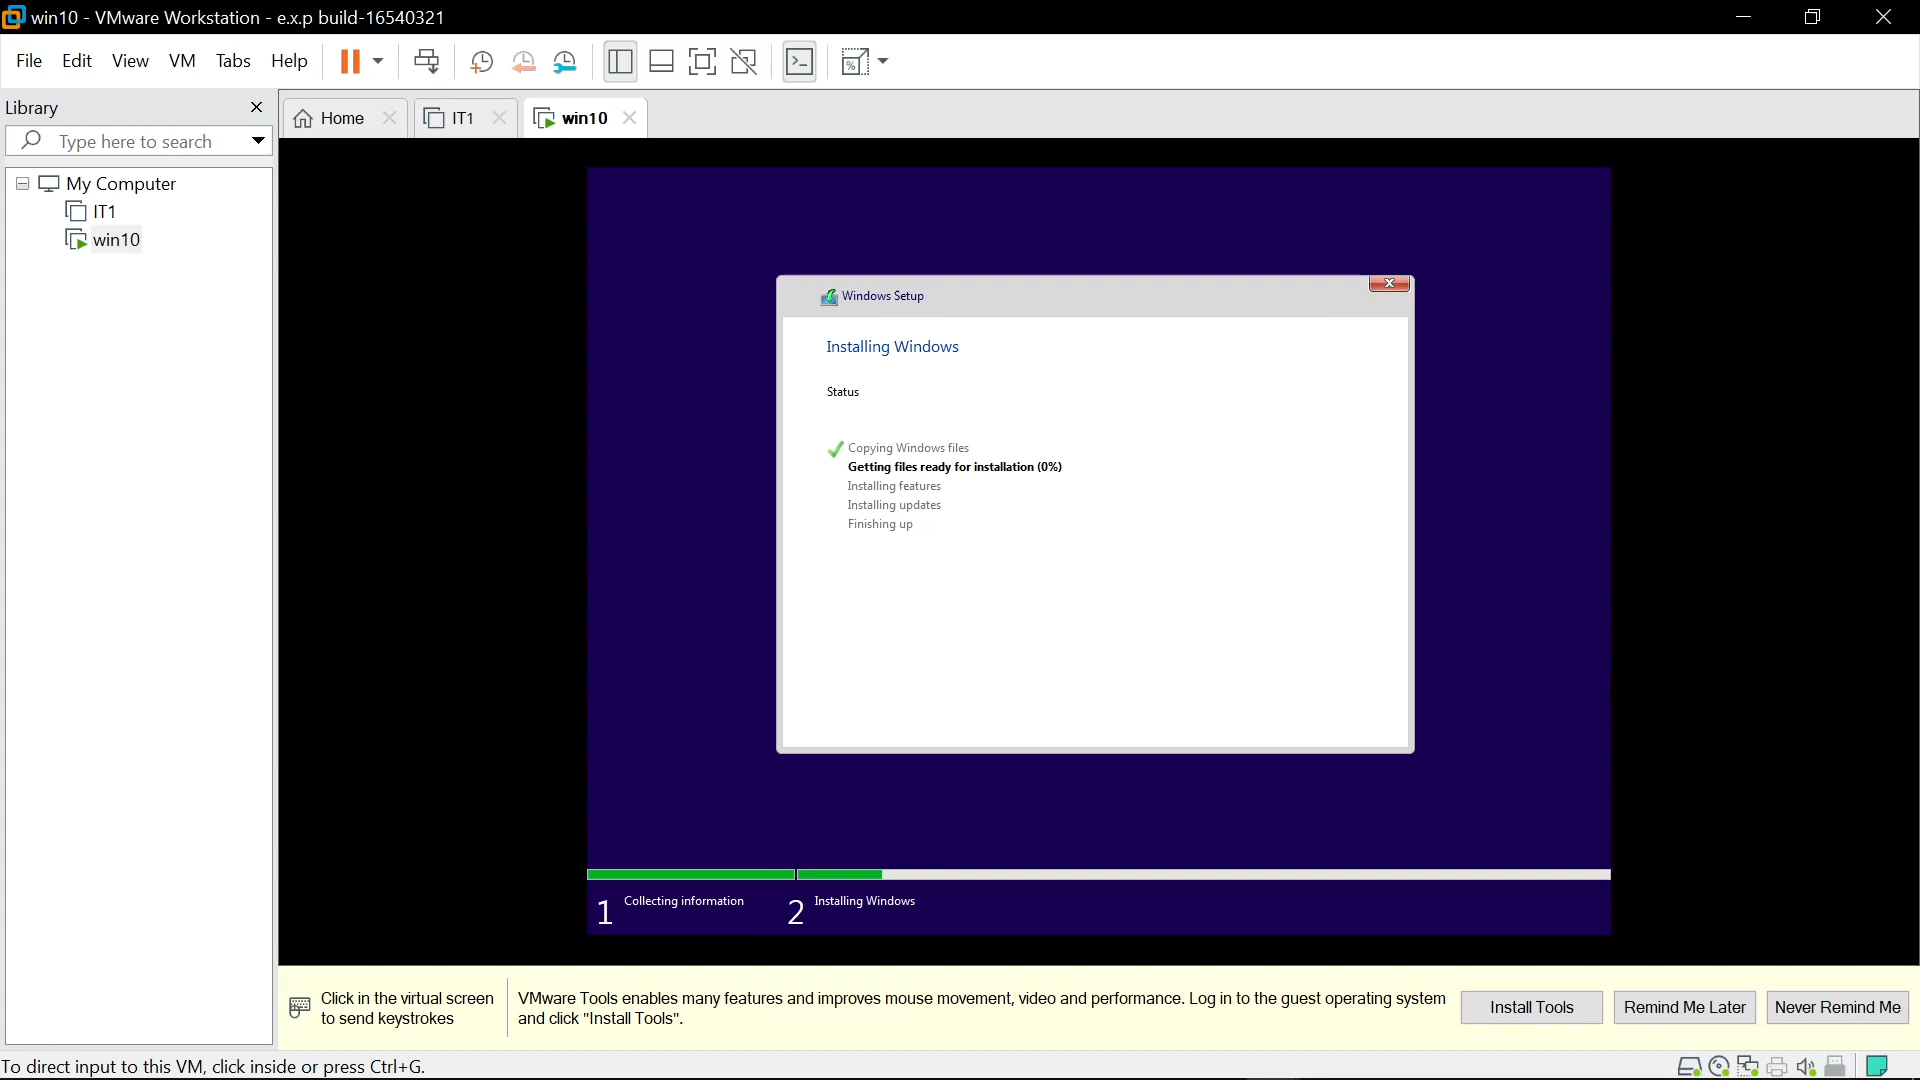 win10 - VMware Workstation - e.x.p build-16540321
File Edit View VM Tabs Help
Library
Type here to search
My Computer
IT1
win10
Home
IT1
win10
Windows Setup
Installing Windows
Status
Copying Windows files
Getting files ready for installation (0%)
Installing features
Installing updates
Finishing up
1 Collecting information
2 Installing Windows
Click in the virtual screen
to send keystrokes
VMware Tools enables many features and improves mouse movement, video and performance. Log in to the guest operating system
and click "Install Tools".
Install Tools
Remind Me Later
Never Remind Me
To direct input to this VM, click inside or press Ctrl+G.